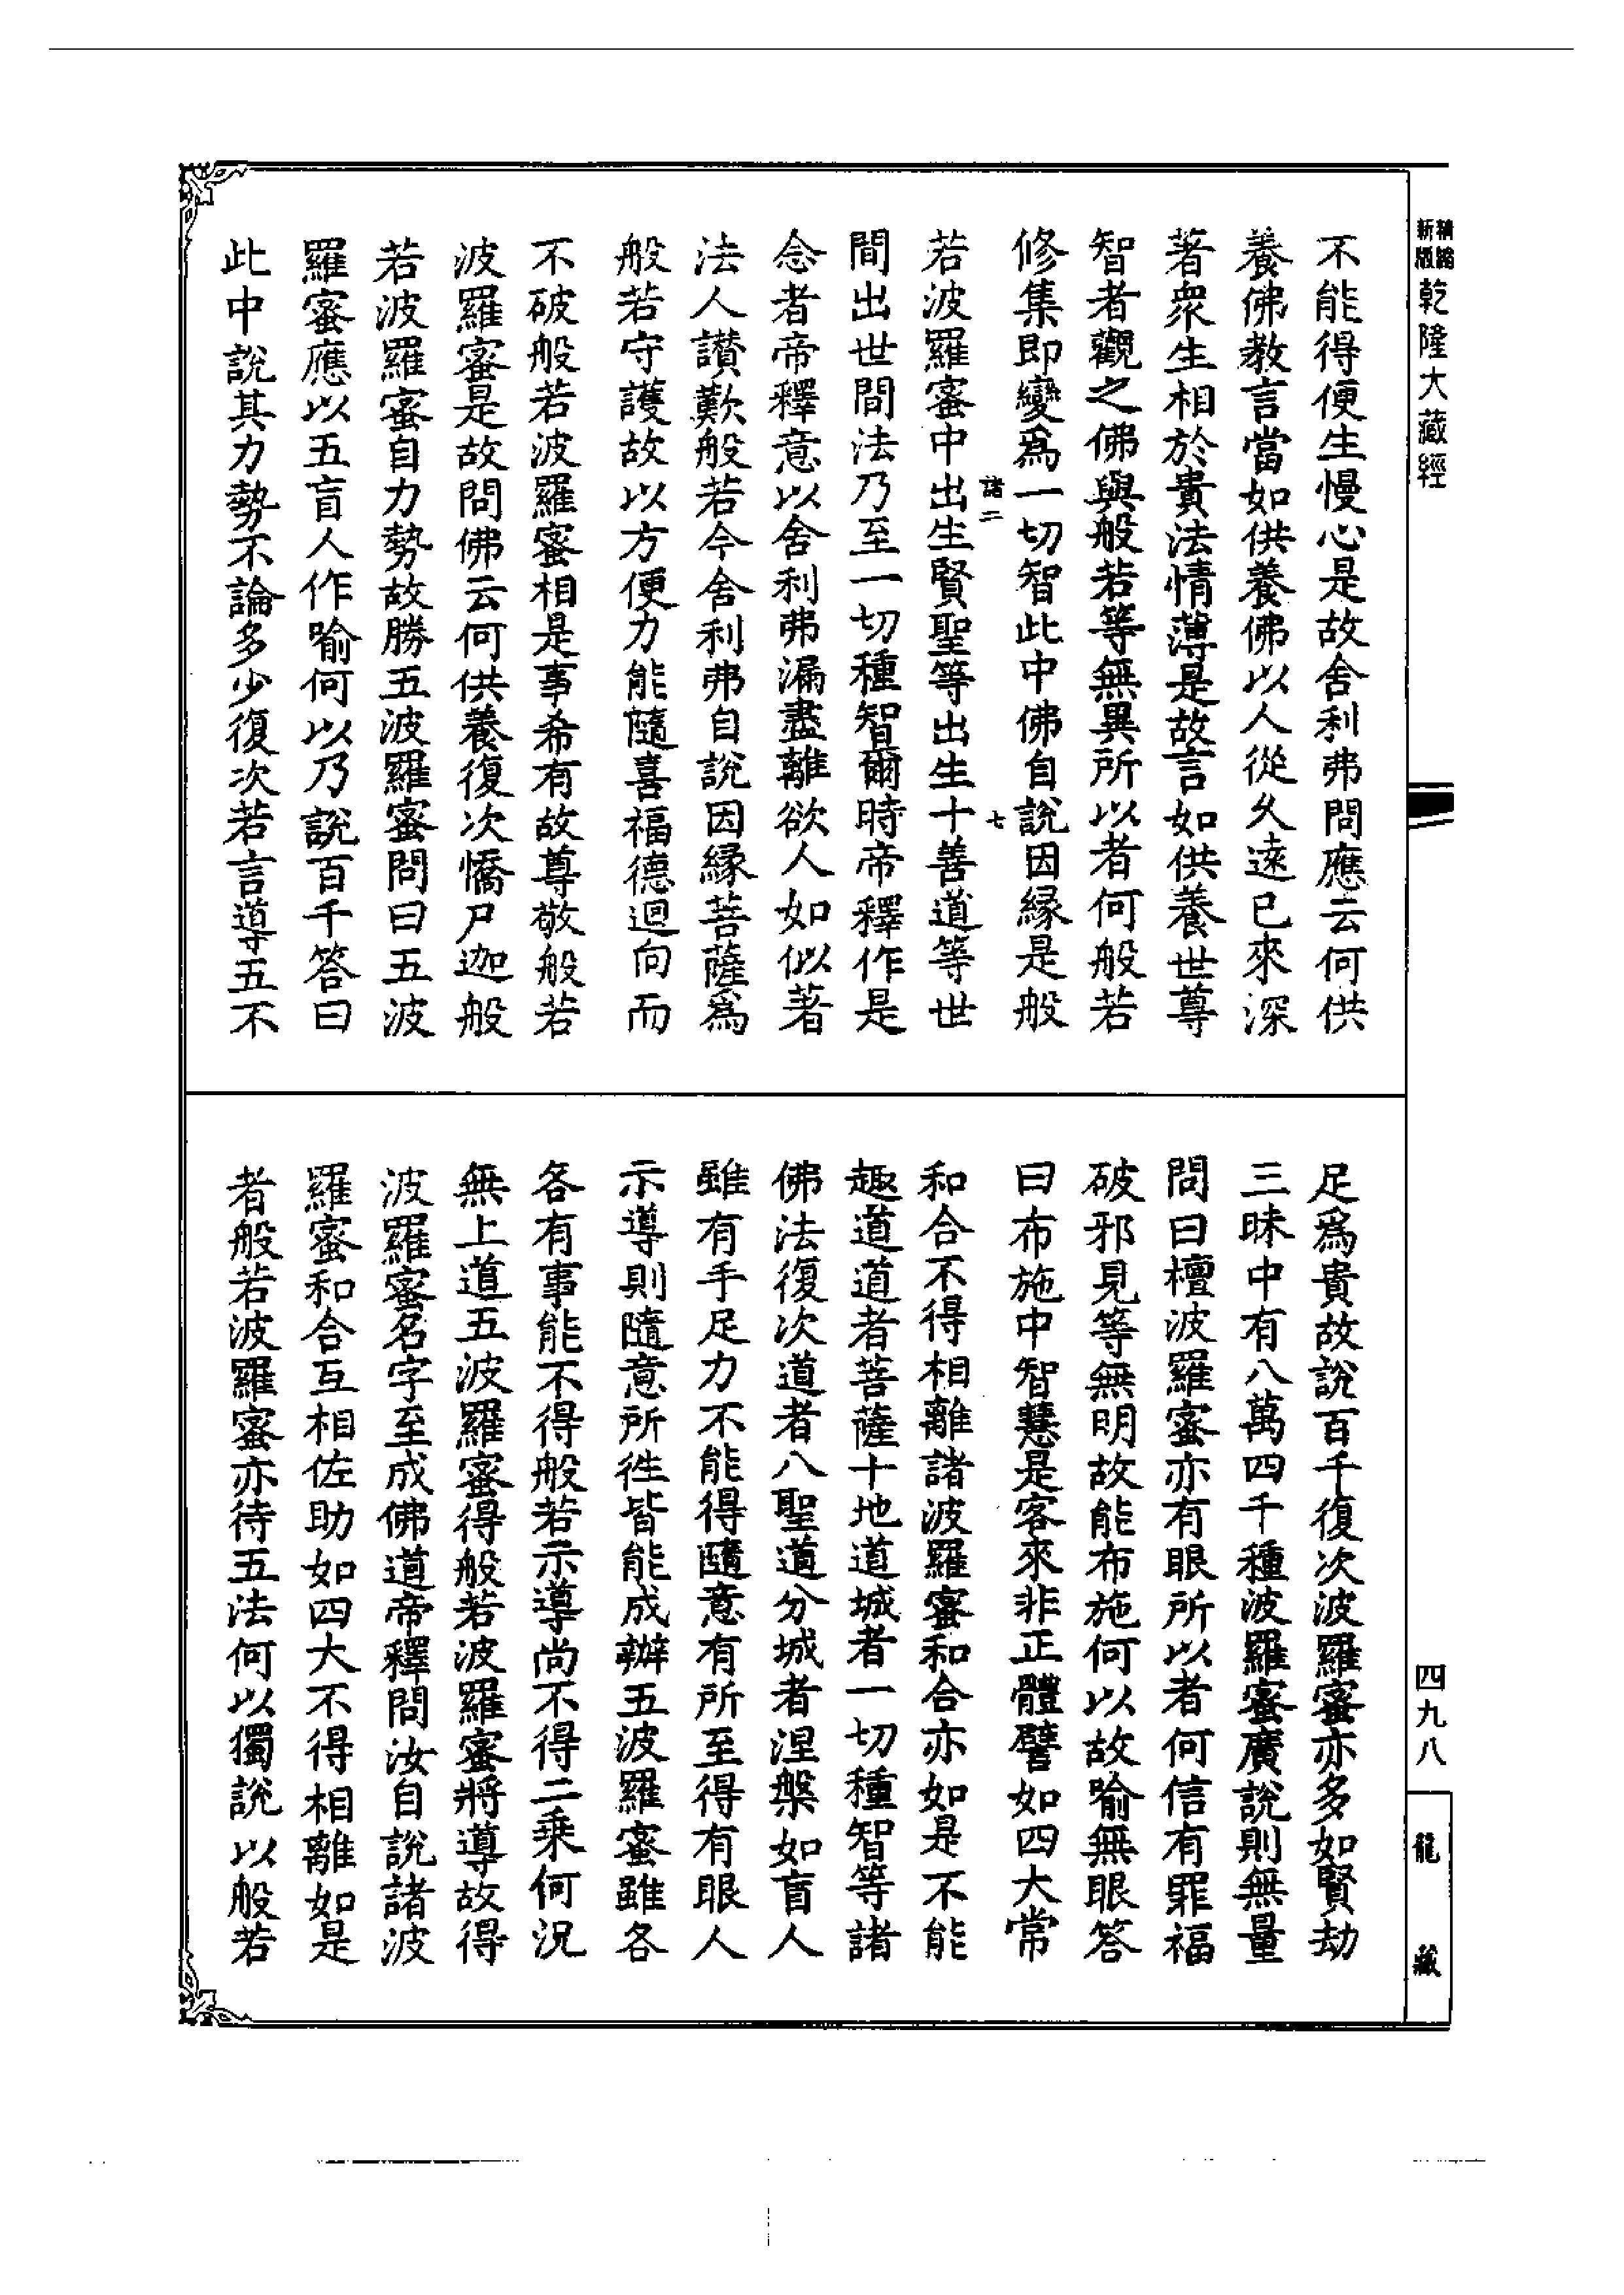 新版精縮乾隆大藏經
四九八
龍藏
不能得便生慢心是故舍利弗問應云何供
養佛教言當如供養佛以人從久遠已來深
著衆生相於貴法情薄是故言如供養世尊
智者觀之佛與般若等無異所以者何般若
修集即變爲一切智此中佛自說因緣是般
諸二 七
若波羅蜜中出生賢聖等出生十善道等世
間出世間法乃至一切種智爾時帝釋作是
念者帝釋意以舍利弗漏盡離欲人如似著
法人讃歎般若今舍利弗自說因緣菩薩爲
般若守護故以方便力能隨喜福德迴向而
不破般若波羅蜜相是事希有故尊敬般若
波羅蜜是故問佛云何供養復次憍尸迦般
若波羅蜜自力勢故勝五波羅蜜問曰五波
羅蜜應以五盲人作喻何以乃說百千答曰
此中說其力勢不論多少復次若言導五不
足爲貴故說百千復次波羅蜜亦多如賢劫
三昧中有八萬四千種波羅蜜廣說則無量
問曰檀波羅蜜亦有眼所以者何信有罪福
破邪見等無明故能布施何以故喻無眼答
曰布施中智慧是客來非正體譬如四大常
和合不得相離諸波羅蜜和合亦如是不能
趣道道者菩薩十地道城者一切種智等諸
佛法復次道者八聖道分城者涅槃如盲人
雖有手足力不能得隨意有所至得有眼人
示導則隨意所徃皆能成辦五波羅蜜雖各
各有事能不得般若示導尚不得二乘何況
無上道五波羅蜜得般若波羅蜜將導故得
波羅蜜名字至成佛道帝釋問汝自說諸波
羅蜜和合互相佐助如四大不得相離如是
者般若波羅蜜亦待五法何以獨說以般若